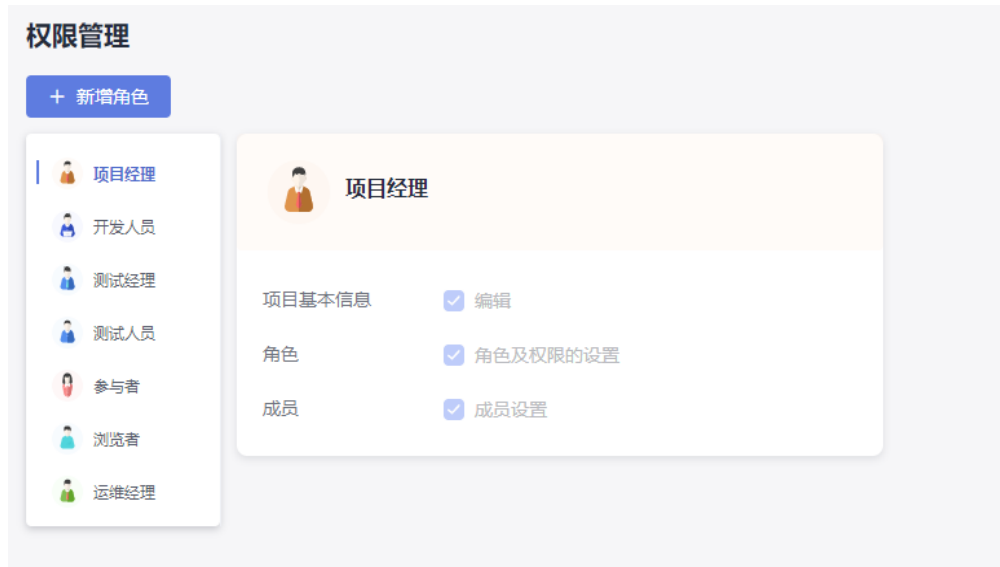 权限管理
+ 新增角色
项目经理
开发人员
测试经理
测试人员
参与者
浏览者
运维经理
项目经理
项目基本信息 编辑
角色 角色及权限的设置
成员 成员设置